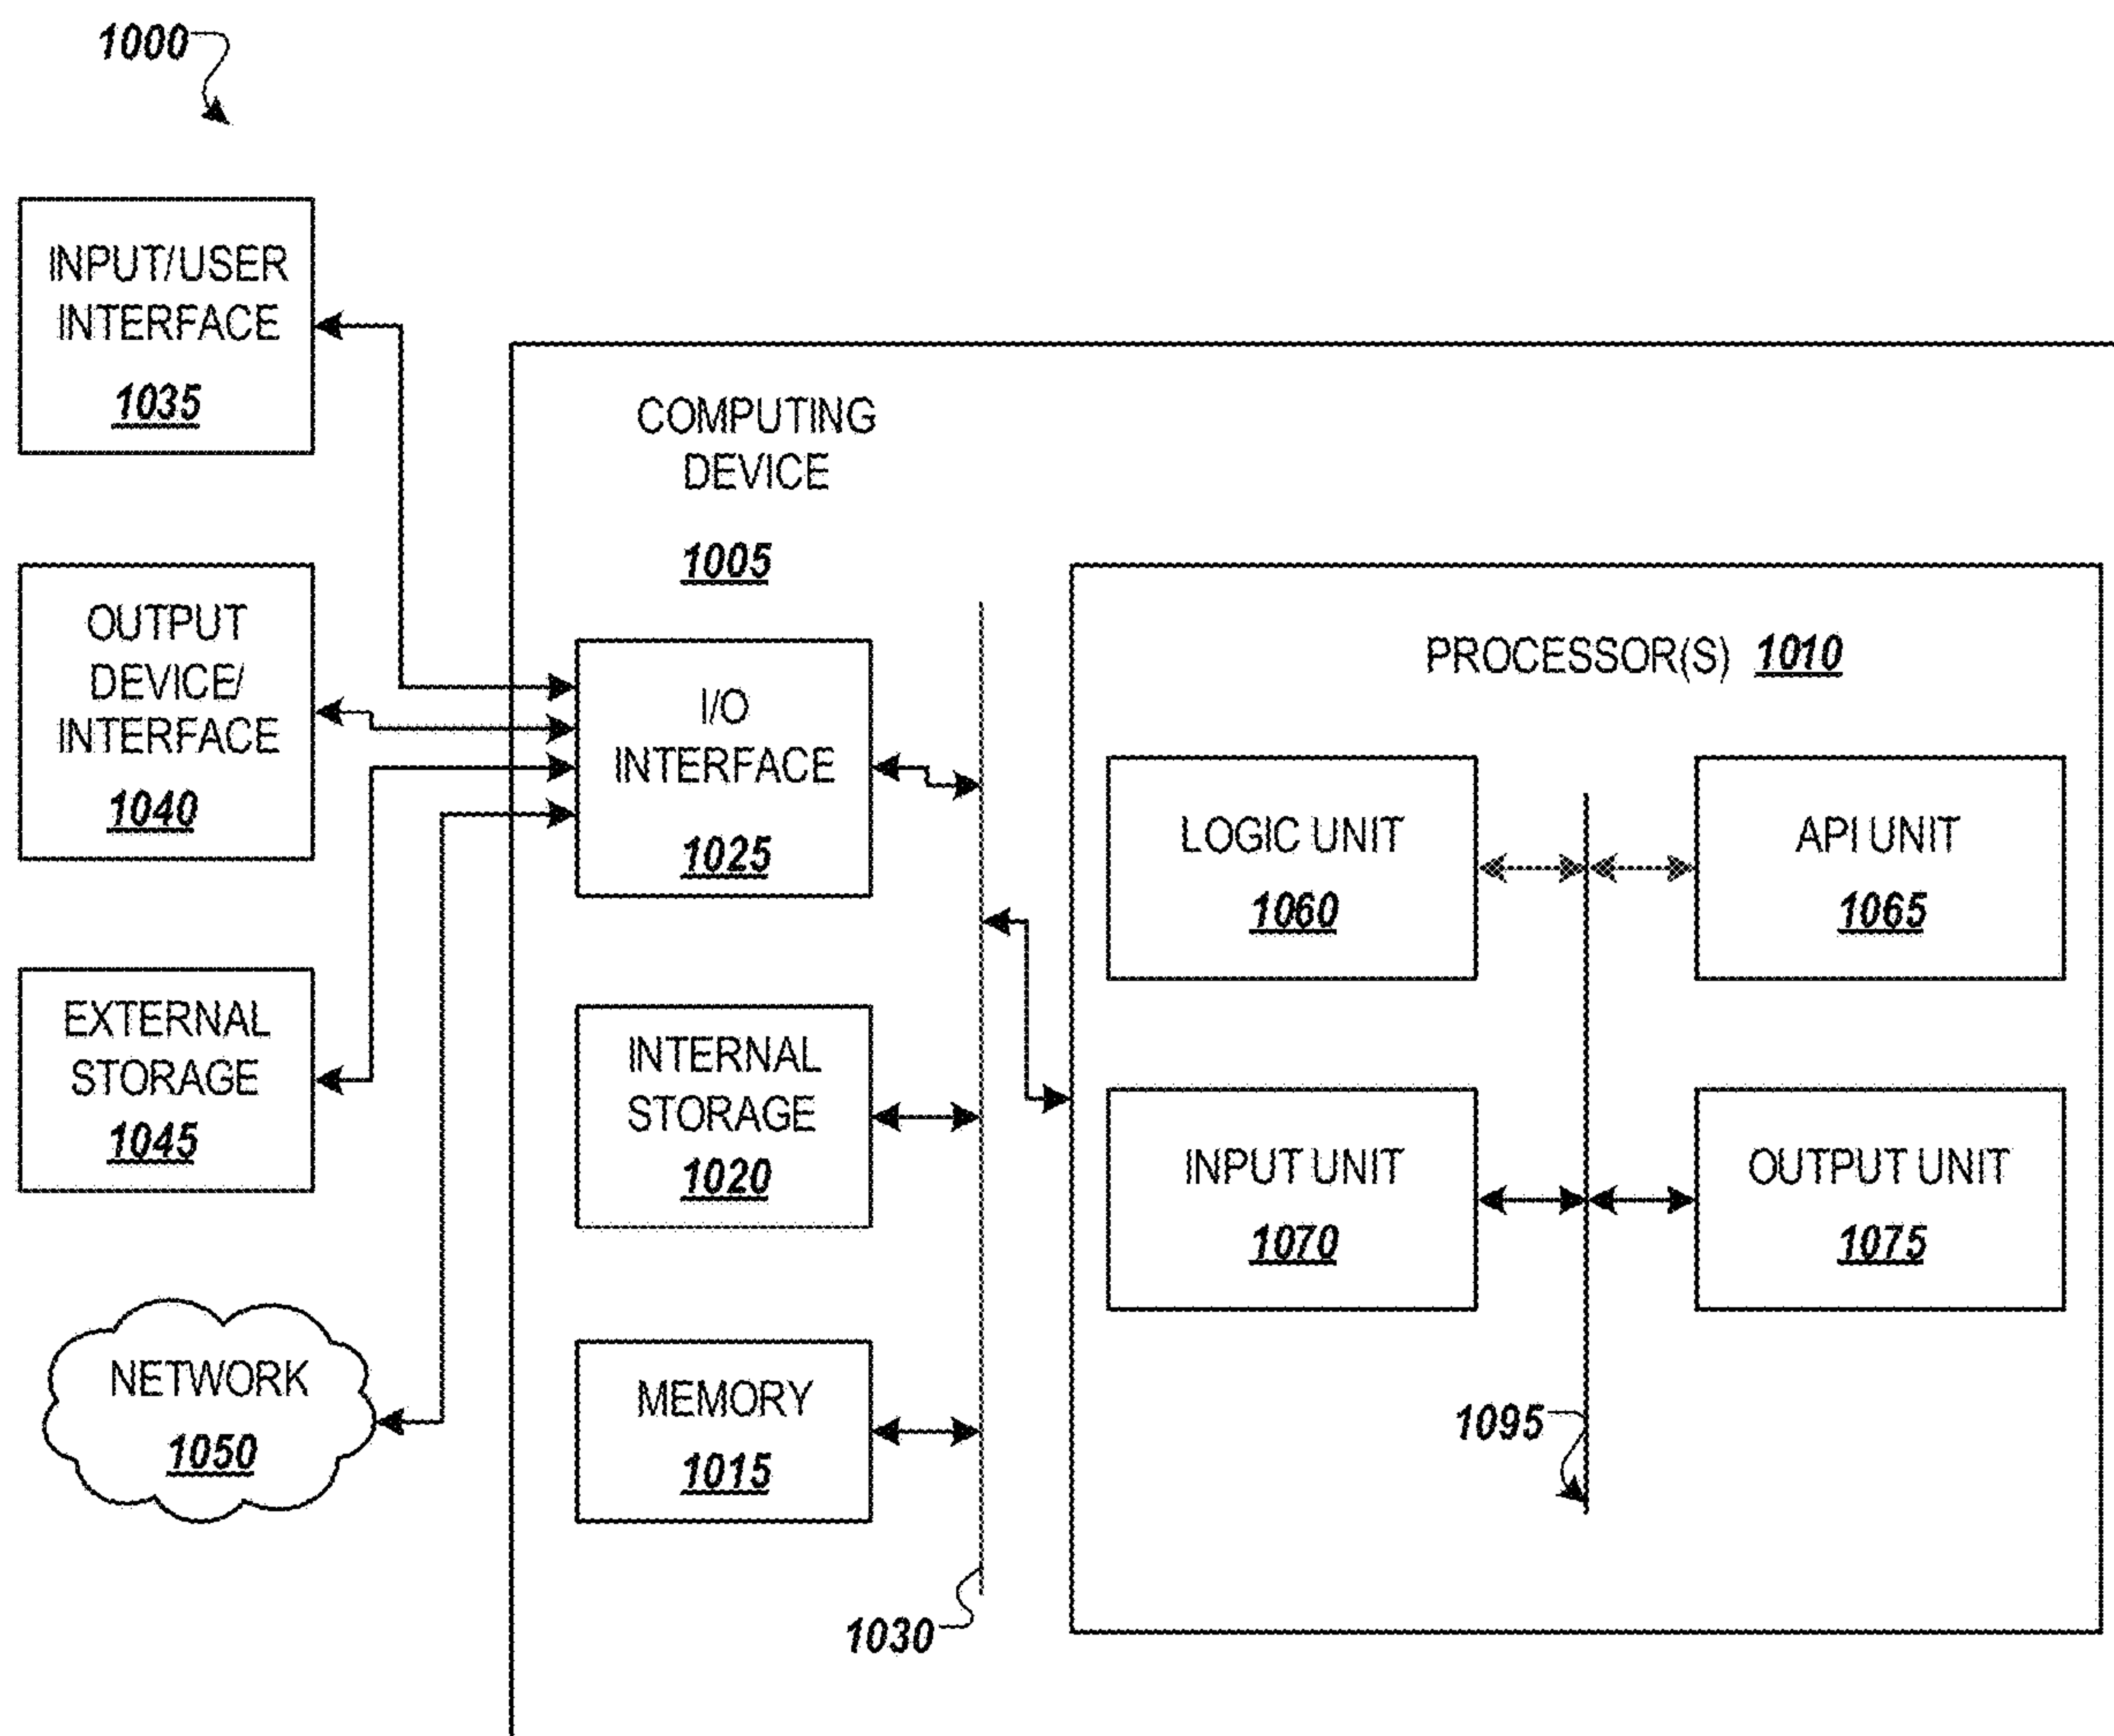 1000
INPUT/USER
INTERFACE
1035
OUTPUT
DEVICE/
INTERFACE
1040
EXTERNAL
STORAGE
1045
NETWORK
1050
COMPUTING
DEVICE
1005
I/O
INTERFACE
1025
INTERNAL
STORAGE
1020
MEMORY
1015
1030
PROCESSOR(S) 1010
LOGIC UNIT
1060
API UNIT
1065
INPUT UNIT
1070
OUTPUT UNIT
1075
1095